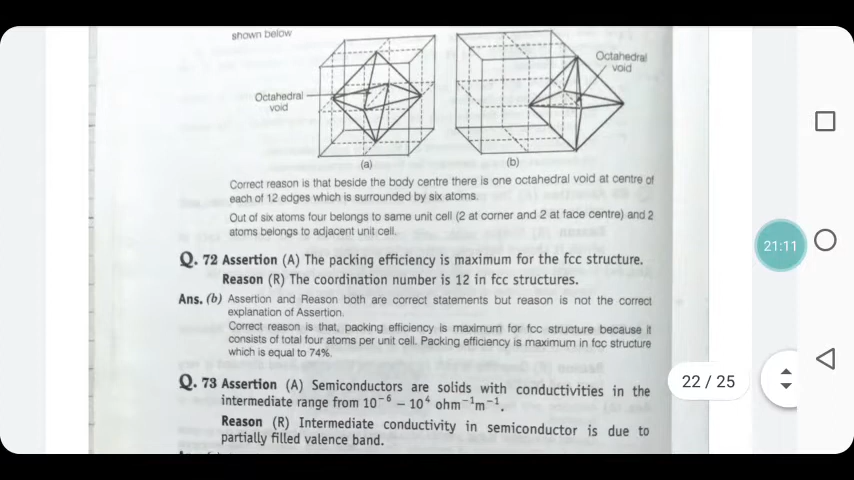 shown below
Octahedral
void
Octahedral
void
(a)
(b)
Correct reason is that beside the body centre there is one octahedral void at centre of
each of 12 edges which is surrounded by six atoms.
Out of six atoms four belongs to same unit cell (2 at corner and 2 at face centre) and 2
atoms belongs to adjacent unit cell.
Q. 72 Assertion (A) The packing efficiency is maximum for the fcc structure.
Reason (R) The coordination number is 12 in fcc structures.
Ans. (b) Assertion and Reason both are correct statements but reason is not the correct
explanation of Assertion.
Correct reason is that, packing efficiency is maximum for fcc structure because it
consists of total four atoms per unit cell. Packing efficiency is maximum in fcc structure
which is equal to 74%.
Q. 73 Assertion (A) Semiconductors are solids with conductivities in the
intermediate range from 10⁻⁶ – 10⁴ ohm⁻¹m⁻¹.
Reason (R) Intermediate conductivity in semiconductor is due to
partially filled valence band.
21:11
22 / 25